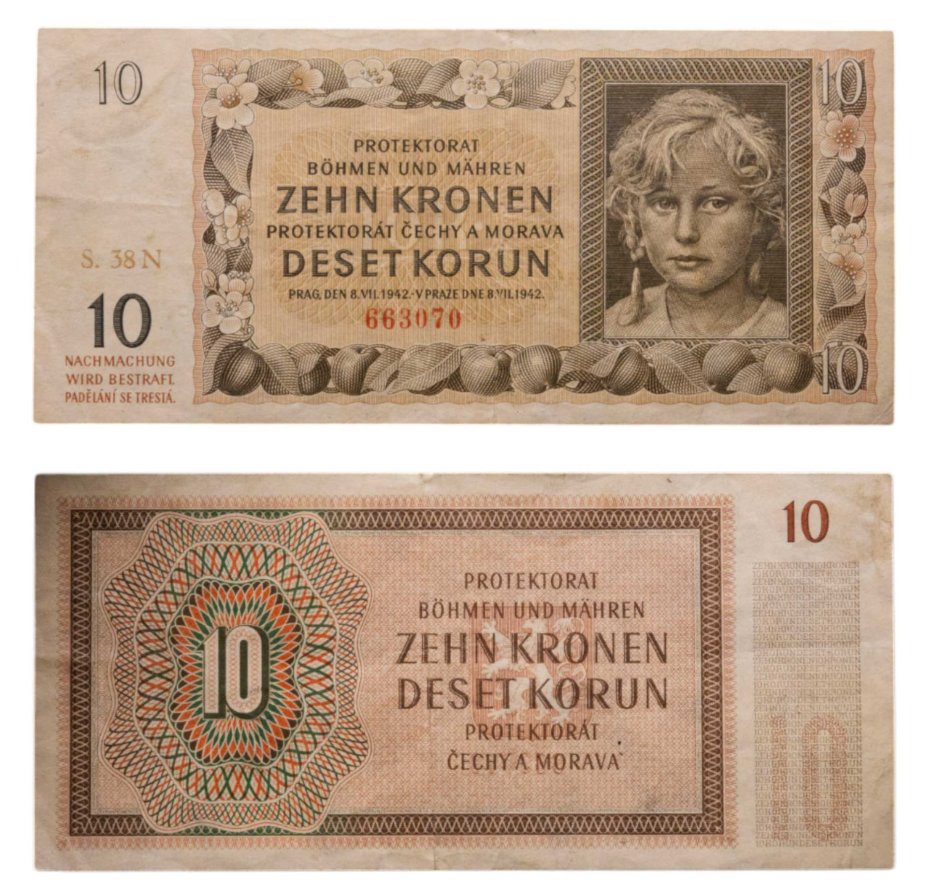 10
10
PROTEKTORAT
BÖHMEN UND MÄHREN
ZEHN KRONEN
PROTEKTORÁT ČECHY A MORAVA
DESET KORUN
PRAG, DEN 8.VII.1942.-V PRAZE DNE 8.VII.1942.
663070
S. 38 N
10
NACHMACHUNG
WIRD BESTRAFT.
PADĚLÁNÍ SE TRESTÁ.
10
10
10
PROTEKTORAT
BÖHMEN UND MÄHREN
ZEHN KRONEN
DESET KORUN
PROTEKTORÁT
ČECHY A MORAVA
10